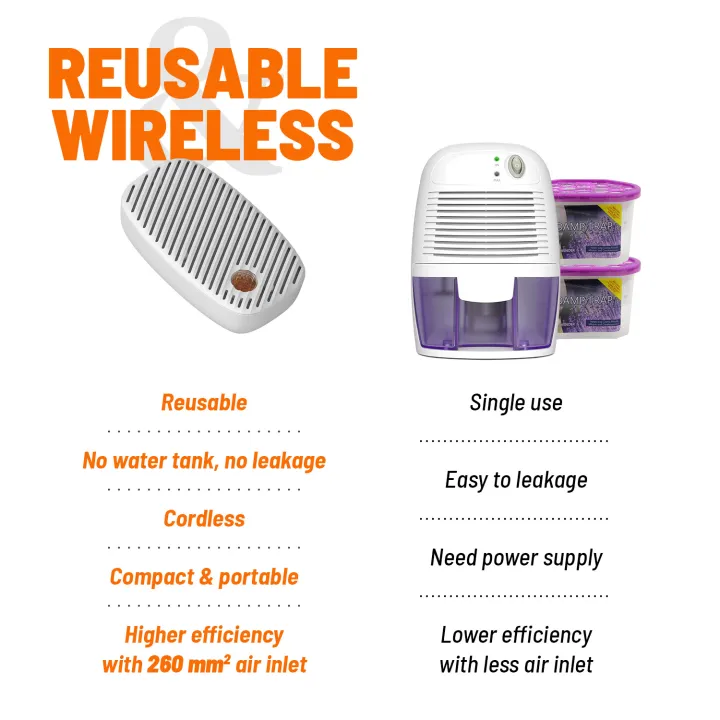 &
REUSABLE
WIRELESS
DAMP TRAP
DAMP TRAP
Reusable
No water tank, no leakage
Cordless
Compact & portable
Higher efficiency
with 260 mm² air inlet
Single use
Easy to leakage
Need power supply
Lower efficiency
with less air inlet